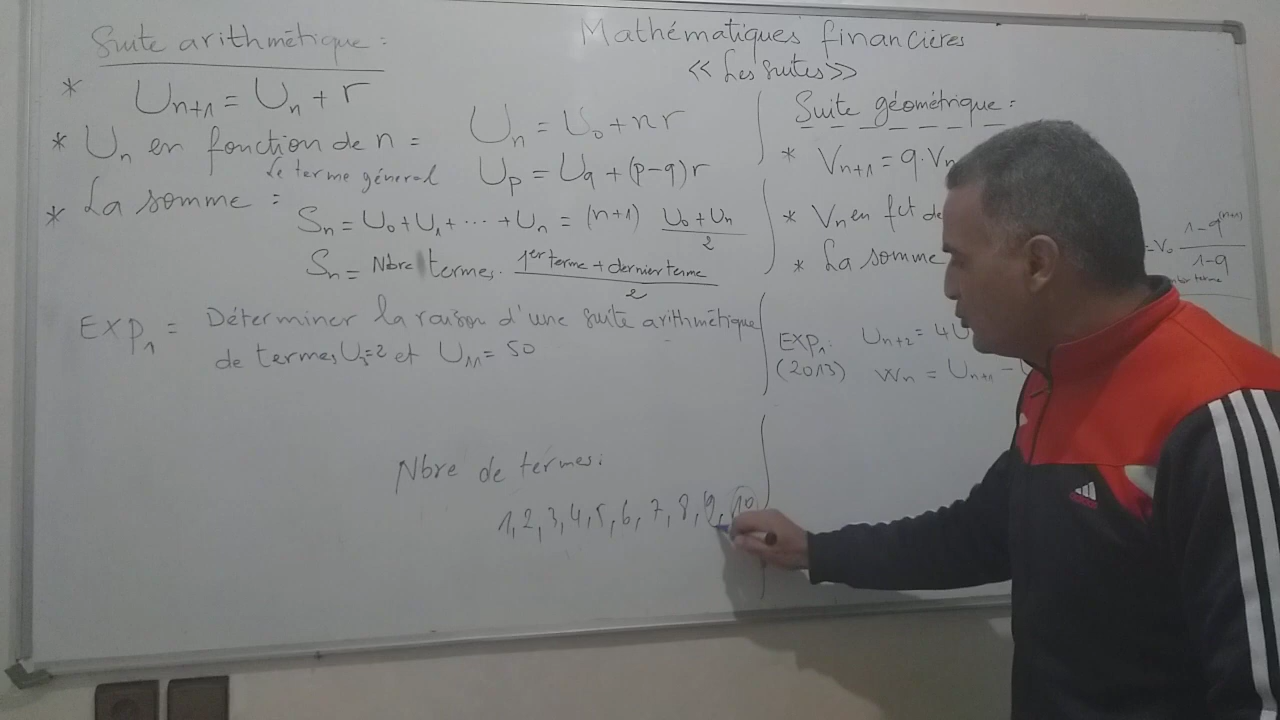 Mathématiques financières
<< Les suites >>
Suite arithmétique :
* Un+1 = Un + r
* Un en fonction de n = Un = U0 + nr
Le terme général Up = Uq + (p-q)r
* La somme :
Sn = U0 + U1 + ... + Un = (n+1) U0 + Un / 2
Sn = Nbre termes. 1er terme + dernier terme / 2
EXP1 = Déterminer la raison d'une suite arithmétique
de termes U3=2 et U11= 50
Nbre de termes:
1,2,3,4,5,6,7,8,9,10
Suite géométrique :
* Vn+1 = q.Vn
* Vn en fct de
* La somme = V0 1-q^(n+1) / 1-q
terme
EXP1: Un+2 = 4U
(2013) Wn = Un+1 -
adidas